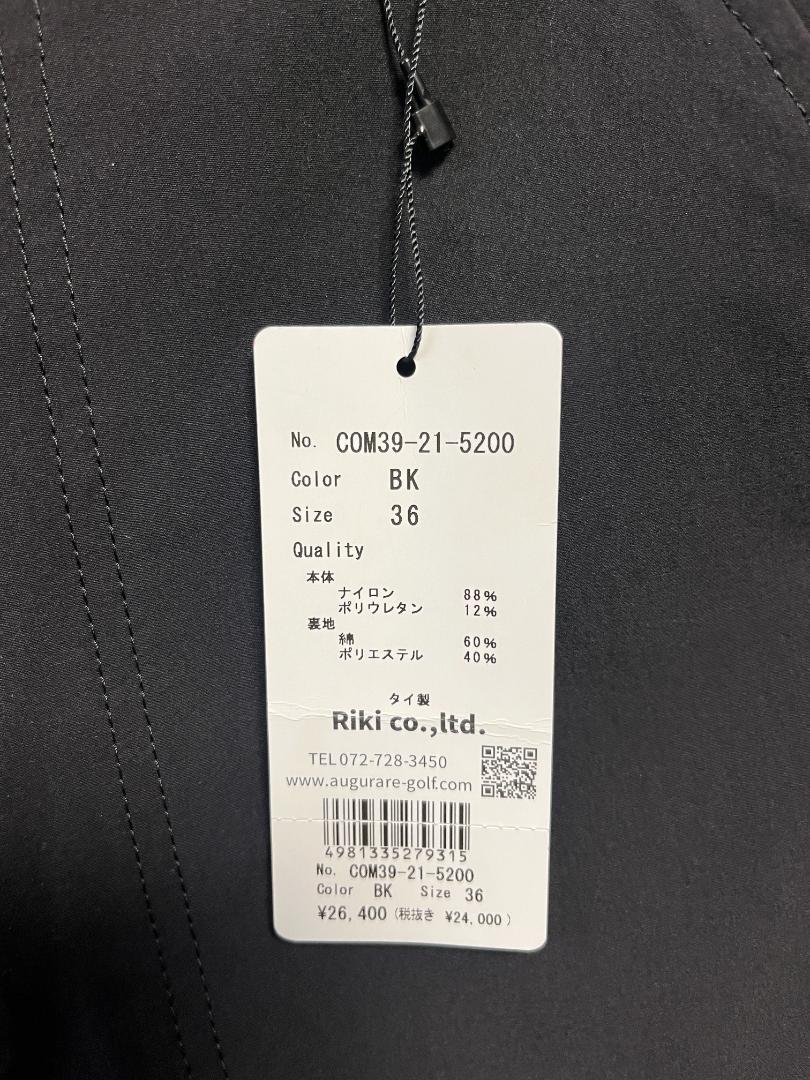 No. COM39-21-5200
Color BK
Size 36
Quality
本体
ナイロン 88%
ポリウレタン 12%
裏地
綿 60%
ポリエステル 40%
タイ製
Riki co.,ltd.
TEL072-728-3450
www.augurare-golf.com
4981335279315
No. COM39-21-5200
Color BK Size 36
¥26,400 (税抜き ¥24,000)